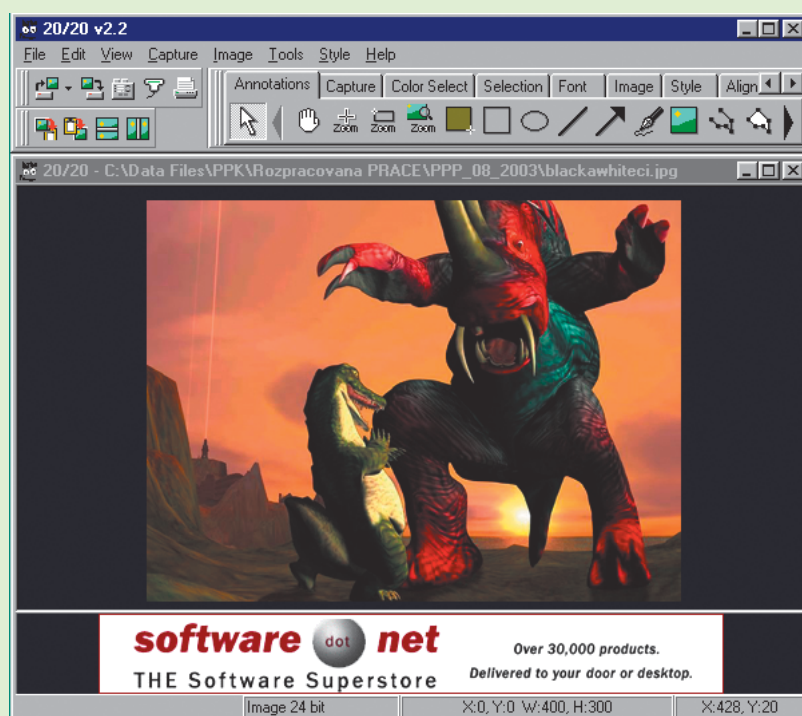 20/20 v2.2
File Edit View Capture Image Tools Style Help
Annotations Capture Color Select Selection Font Image Style Align
Zoom Zoom Zoom
20/20 - C:\Data Files\PPK\Rozpracovana PRACE\PPP_08_2003\blackawhiteci.jpg
software dot net
THE Software Superstore
Over 30,000 products.
Delivered to your door or desktop.
Image 24 bit X:0, Y:0 W:400, H:300 X:428, Y:20